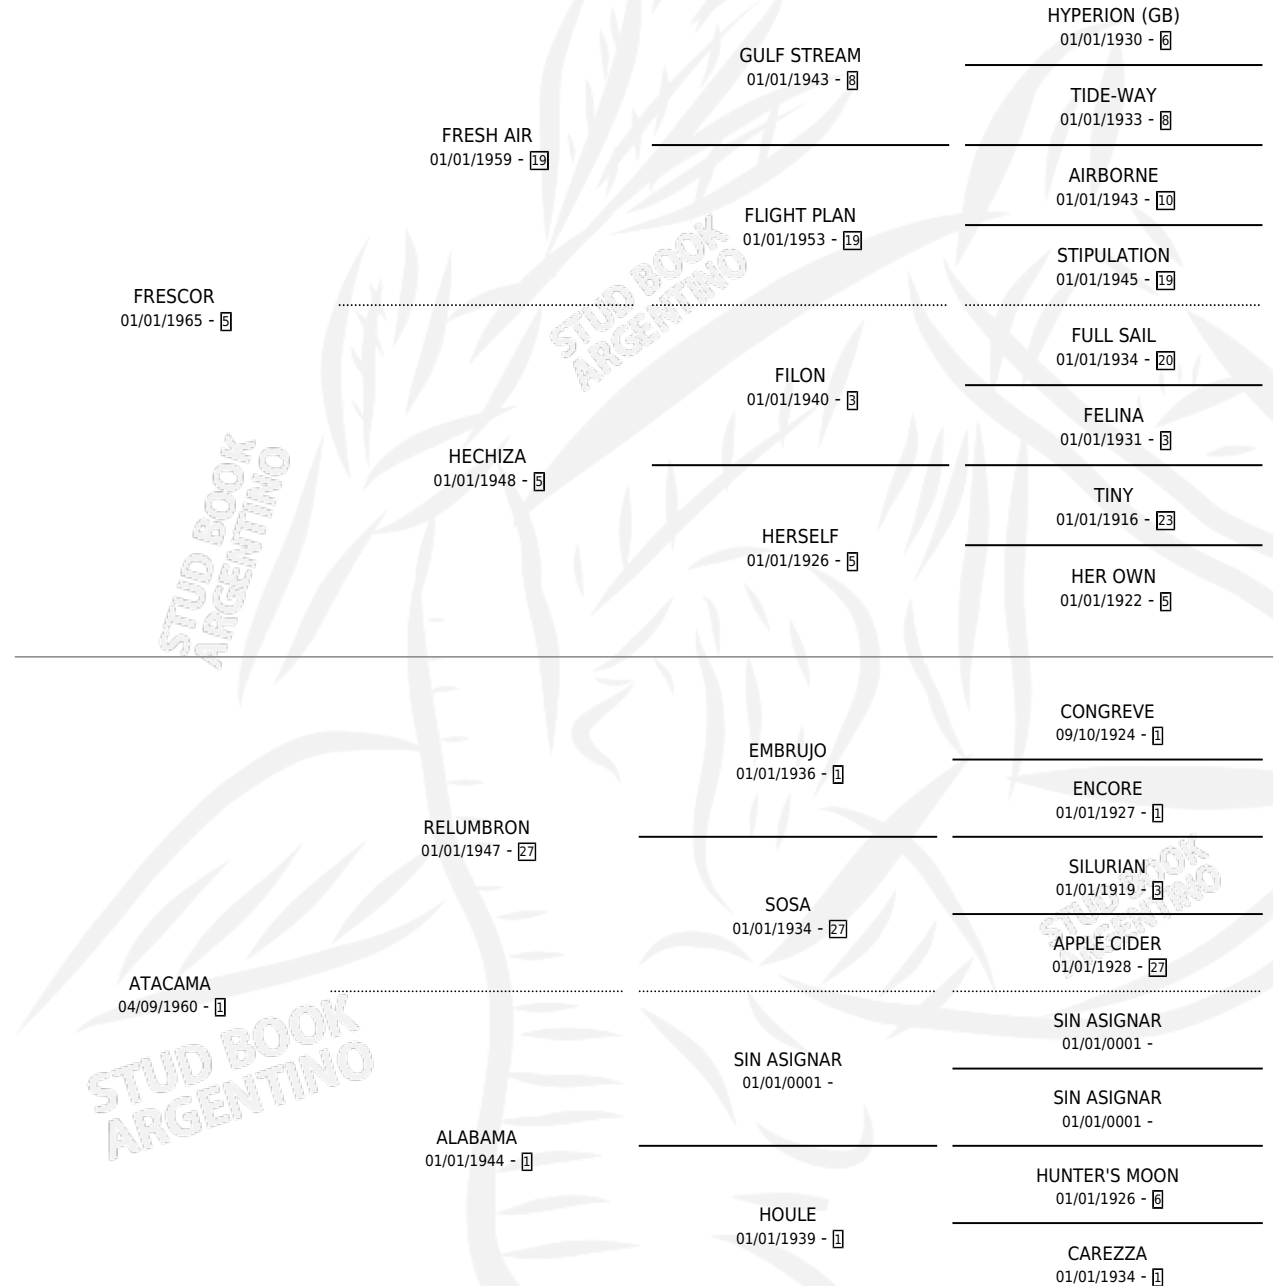 HYPERION (GB)
01/01/1930 - 6
GULF STREAM
01/01/1943 - 8
TIDE-WAY
01/01/1933 - 8
FRESH AIR
01/01/1959 - 19
AIRBORNE
01/01/1943 - 10
FLIGHT PLAN
01/01/1953 - 19
STIPULATION
01/01/1945 - 19
FRESCOR
01/01/1965 - 5
FULL SAIL
01/01/1934 - 20
FILON
01/01/1940 - 3
FELINA
01/01/1931 - 3
HECHIZA
01/01/1948 - 5
TINY
01/01/1916 - 23
HERSELF
01/01/1926 - 5
HER OWN
01/01/1922 - 5
CONGREVE
09/10/1924 - 1
EMBRUJO
01/01/1936 - 1
ENCORE
01/01/1927 - 1
RELUMBRON
01/01/1947 - 27
SILURIAN
01/01/1919 - 3
SOSA
01/01/1934 - 27
APPLE CIDER
01/01/1928 - 27
ATACAMA
04/09/1960 - 1
SIN ASIGNAR
01/01/0001 -
SIN ASIGNAR
01/01/0001 -
SIN ASIGNAR
01/01/0001 -
ALABAMA
01/01/1944 - 1
HUNTER'S MOON
01/01/1926 - 6
HOULE
01/01/1939 - 1
CAREZZA
01/01/1934 - 1
STUD BOOK
ARGENTINO
STUD BOOK
ARGENTINO
STUD BOOK
ARGENTINO
STUD BOOK
ARGENTINO